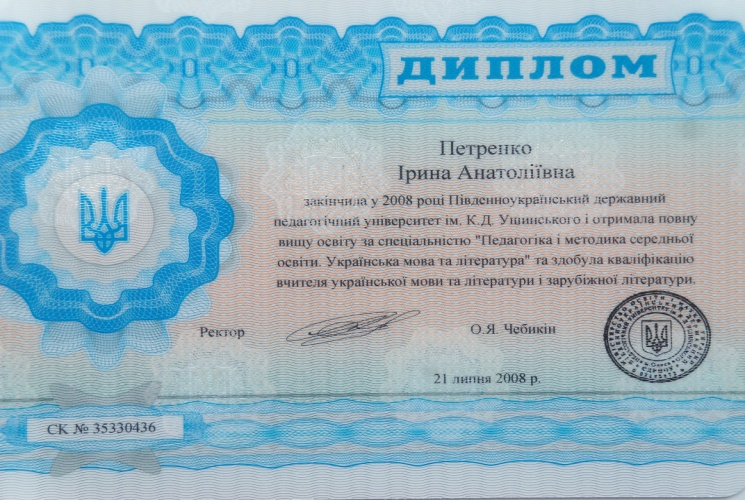 ДИПЛОМ
Петренко
Ірина Анатоліївна
закінчила у 2008 році Південноукраїнський державний
педагогічний університет ім. К.Д. Ушинського і отримала повну
вищу освіту за спеціальністю "Педагогіка і методика середньої
освіти. Українська мова та література" та здобула кваліфікацію
вчителя української мови та літератури і зарубіжної літератури.
Ректор О.Я. Чебикін
21 липня 2008 р.
СК № 35330436